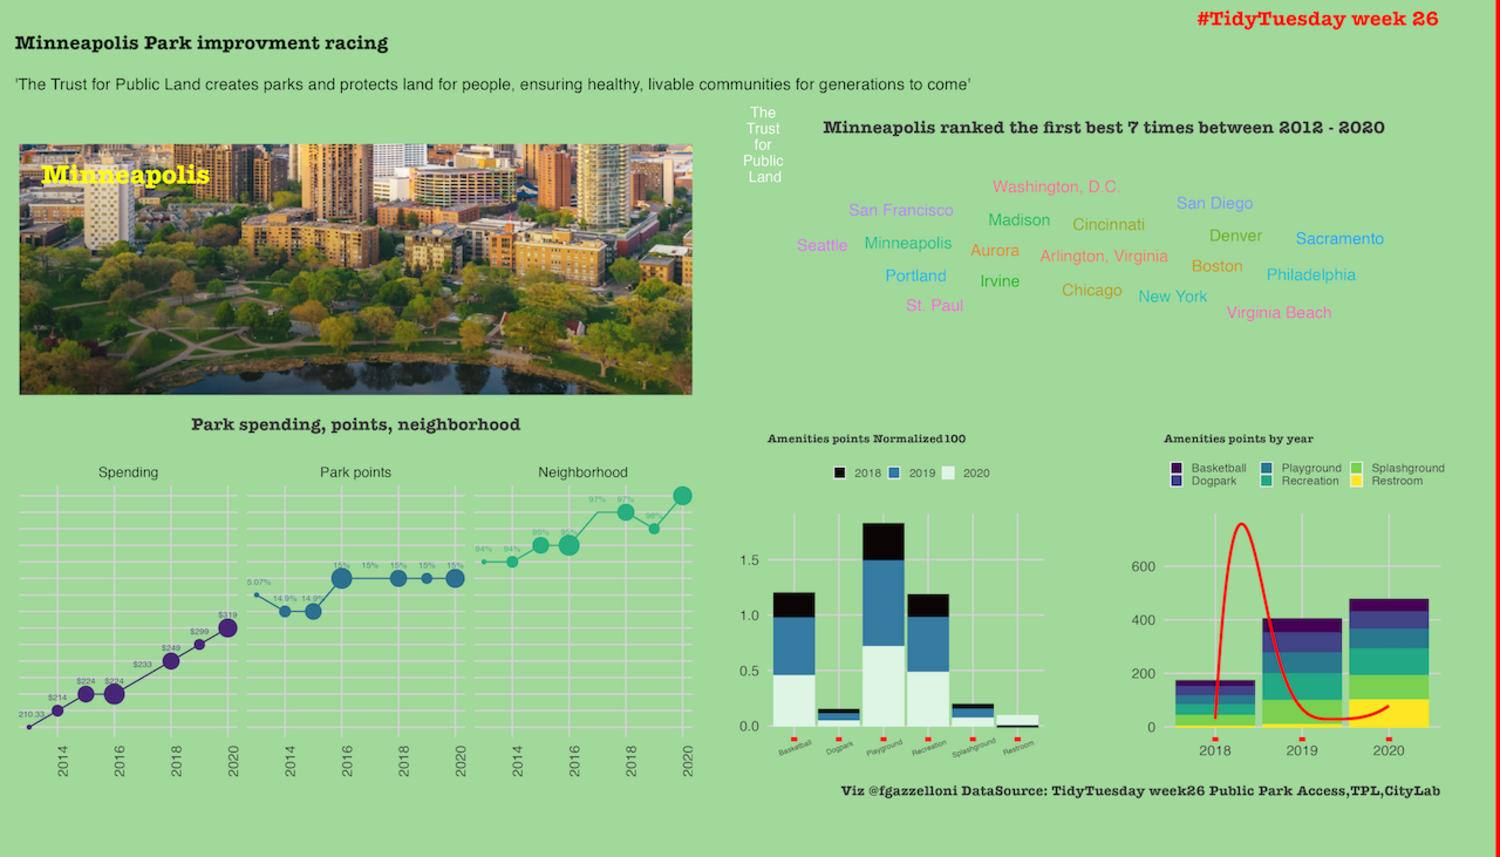 #TidyTuesday week 26
Minneapolis Park improvment racing
'The Trust for Public Land creates parks and protects land for people, ensuring healthy, livable communities for generations to come'
The
Trust
for
Public
Land
Minneapolis ranked the first best 7 times between 2012 - 2020
Minneapolis
Washington, D.C.
San Francisco
San Diego
Madison
Cincinnati
Denver
Sacramento
Seattle
Minneapolis
Aurora
Arlington, Virginia
Boston
Philadelphia
Portland
Irvine
Chicago
New York
St. Paul
Virginia Beach
Park spending, points, neighborhood
Spending
210.33
$214
$224
$224
$233
$249
$299
$319
2014
2016
2018
2020
Park points
5.07%
14.9%
14.9%
15%
15%
15%
15%
15%
2014
2016
2018
2020
Neighborhood
94%
94%
95%
95%
97%
97%
96%
2014
2016
2018
2020
Amenities points Normalized100
2018 2019 2020
1.5
1.0
0.5
0.0
Basketball
Dogpark
Playground
Recreation
Splashground
Restroom
Amenities points by year
Basketball Playground Splashground
Dogpark Recreation Restroom
600
400
200
0
2018 2019 2020
Viz @fgazzelloni DataSource: TidyTuesday week26 Public Park Access,TPL,CityLab